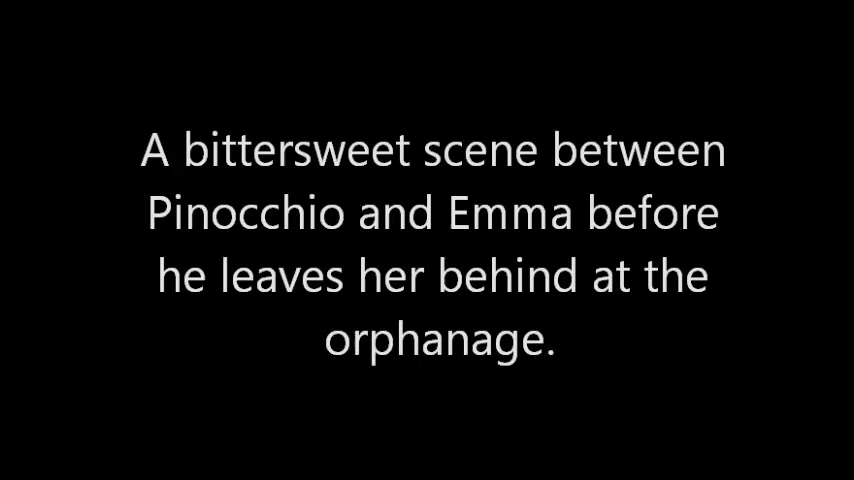 A bittersweet scene between
Pinocchio and Emma before
he leaves her behind at the
orphanage.